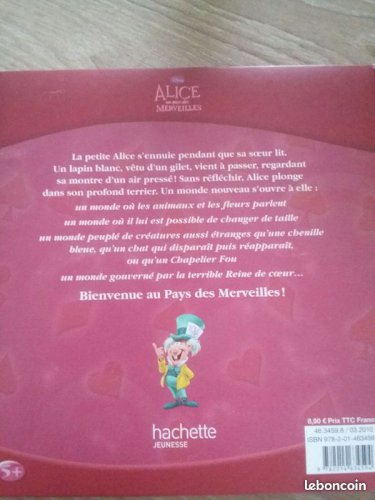 Disney
ALICE
AU PAYS DES
MERVEILLES
La petite Alice s'ennuie pendant que sa sœur lit.
Un lapin blanc, vêtu d'un gilet, vient à passer, regardant
sa montre d'un air pressé! Sans réfléchir, Alice plonge
dans son profond terrier. Un monde nouveau s'ouvre à elle :
un monde où les animaux et les fleurs parlent
un monde où il lui est possible de changer de taille
un monde peuplé de créatures aussi étranges qu'une chenille
bleue, qu'un chat qui disparaît puis réapparaît,
ou qu'un Chapelier Fou
un monde gouverné par la terrible Reine de cœur...
Bienvenue au Pays des Merveilles!
hachette
JEUNESSE
5+
8,90 € Prix TTC France
46.3459.8 / 03.2010
ISBN 978-2-01-463459
leboncoin